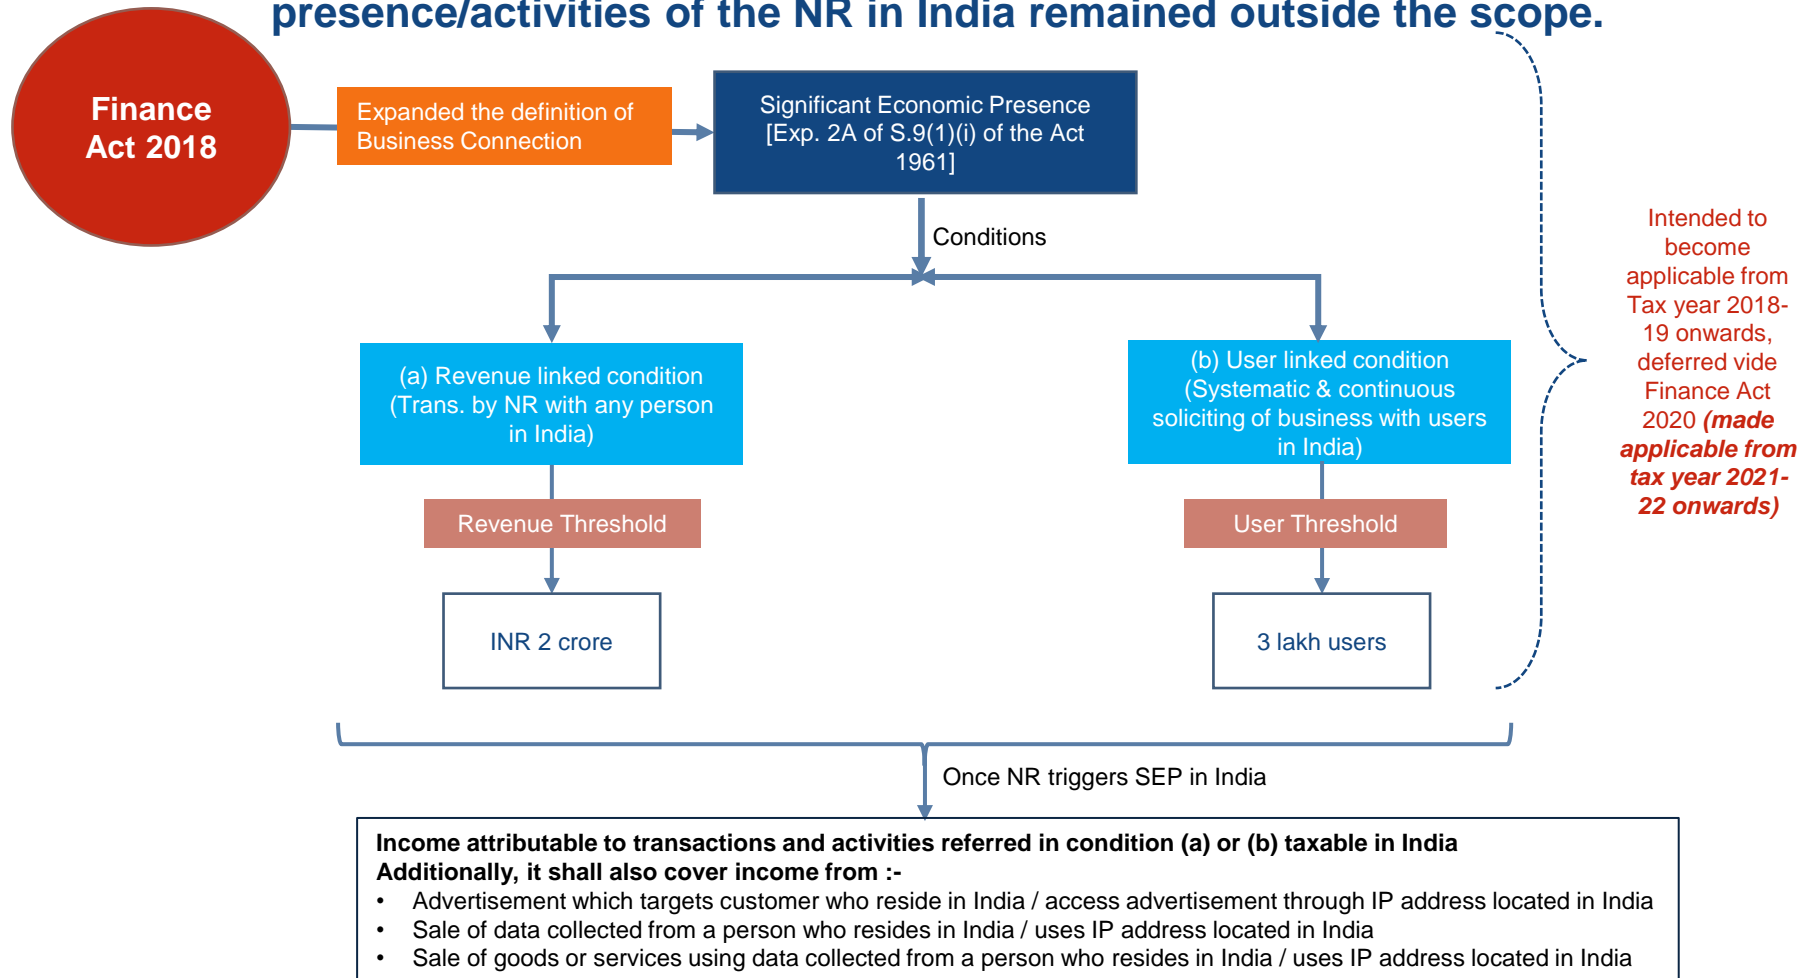 presence/activities of the NR in India remained outside the scope.
Finance
Act 2018
Expanded the definition of
Business Connection
Significant Economic Presence
[Exp. 2A of S.9(1)(i) of the Act
1961]
Conditions
(a) Revenue linked condition
(Trans. by NR with any person
in India)
(b) User linked condition
(Systematic & continuous
soliciting of business with users
in India)
Revenue Threshold
User Threshold
INR 2 crore
3 lakh users
Intended to
become
applicable from
Tax year 2018-
19 onwards,
deferred vide
Finance Act
2020 (made
applicable from
tax year 2021-
22 onwards)
Once NR triggers SEP in India
Income attributable to transactions and activities referred in condition (a) or (b) taxable in India
Additionally, it shall also cover income from :-
• Advertisement which targets customer who reside in India / access advertisement through IP address located in India
• Sale of data collected from a person who resides in India / uses IP address located in India
• Sale of goods or services using data collected from a person who resides in India / uses IP address located in India